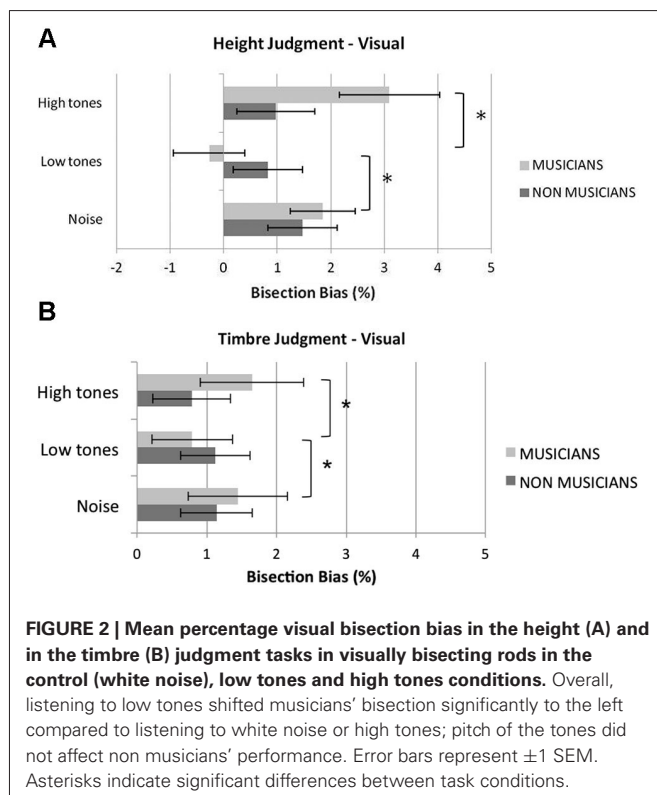 A
Height Judgment - Visual
High tones
*
Low tones
*
MUSICIANS
NON MUSICIANS
Noise
-2 -1 0 1 2 3 4 5
Bisection Bias (%)
B
Timbre Judgment - Visual
High tones
*
Low tones
*
MUSICIANS
NON MUSICIANS
Noise
0 1 2 3 4 5
Bisection Bias (%)
FIGURE 2 | Mean percentage visual bisection bias in the height (A) and
in the timbre (B) judgment tasks in visually bisecting rods in the
control (white noise), low tones and high tones conditions. Overall,
listening to low tones shifted musicians' bisection significantly to the left
compared to listening to white noise or high tones; pitch of the tones did
not affect non musicians' performance. Error bars represent ±1 SEM.
Asterisks indicate significant differences between task conditions.